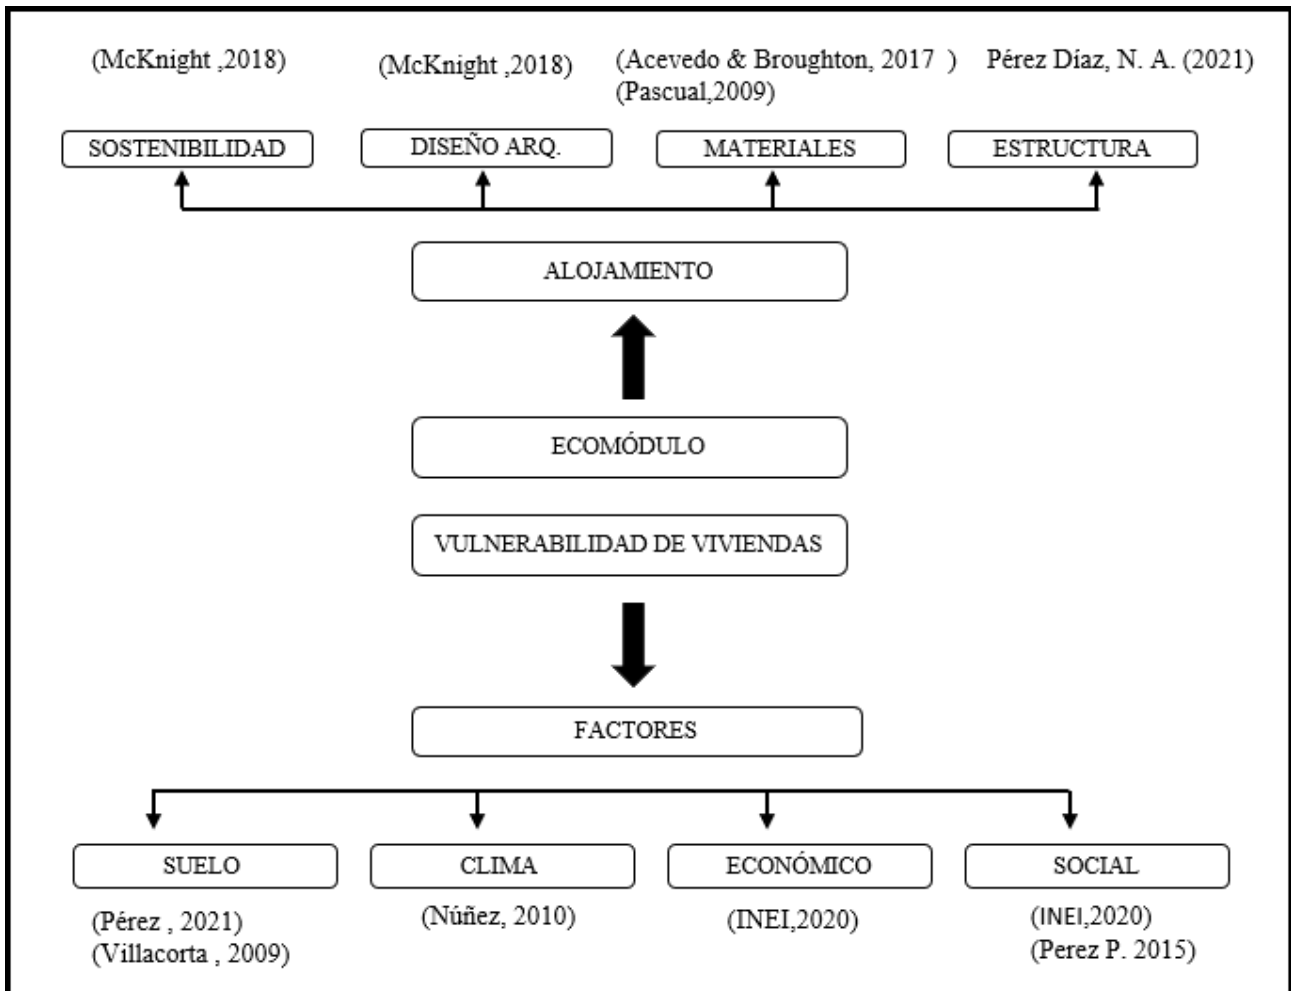 (McKnight ,2018)
(McKnight ,2018)
(Acevedo & Broughton, 2017 )
(Pascual,2009)
Pérez Díaz, N. A. (2021)
SOSTENIBILIDAD
DISEÑO ARQ.
MATERIALES
ESTRUCTURA
ALOJAMIENTO
ECOMÓDULO
VULNERABILIDAD DE VIVIENDAS
FACTORES
SUELO
CLIMA
ECONÓMICO
SOCIAL
(Pérez , 2021)
(Villacorta , 2009)
(Núñez, 2010)
(INEI,2020)
(INEI,2020)
(Perez P. 2015)